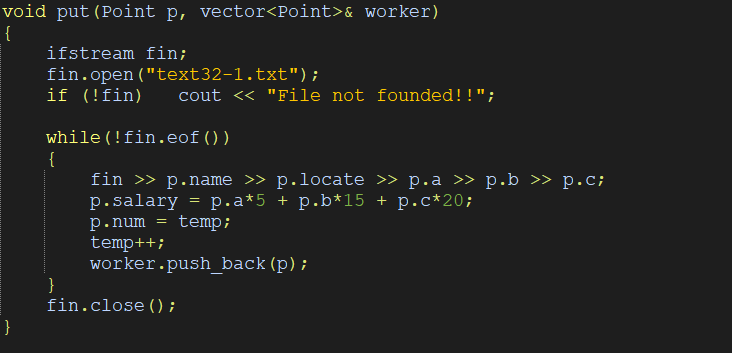 void put(Point p, vector<Point>& worker)
{
    ifstream fin;
    fin.open("text32-1.txt");
    if (!fin)   cout << "File not founded!!";

    while(!fin.eof())
    {
        fin >> p.name >> p.locate >> p.a >> p.b >> p.c;
        p.salary = p.a*5 + p.b*15 + p.c*20;
        p.num = temp;
        temp++;
        worker.push_back(p);
    }
    fin.close();
}